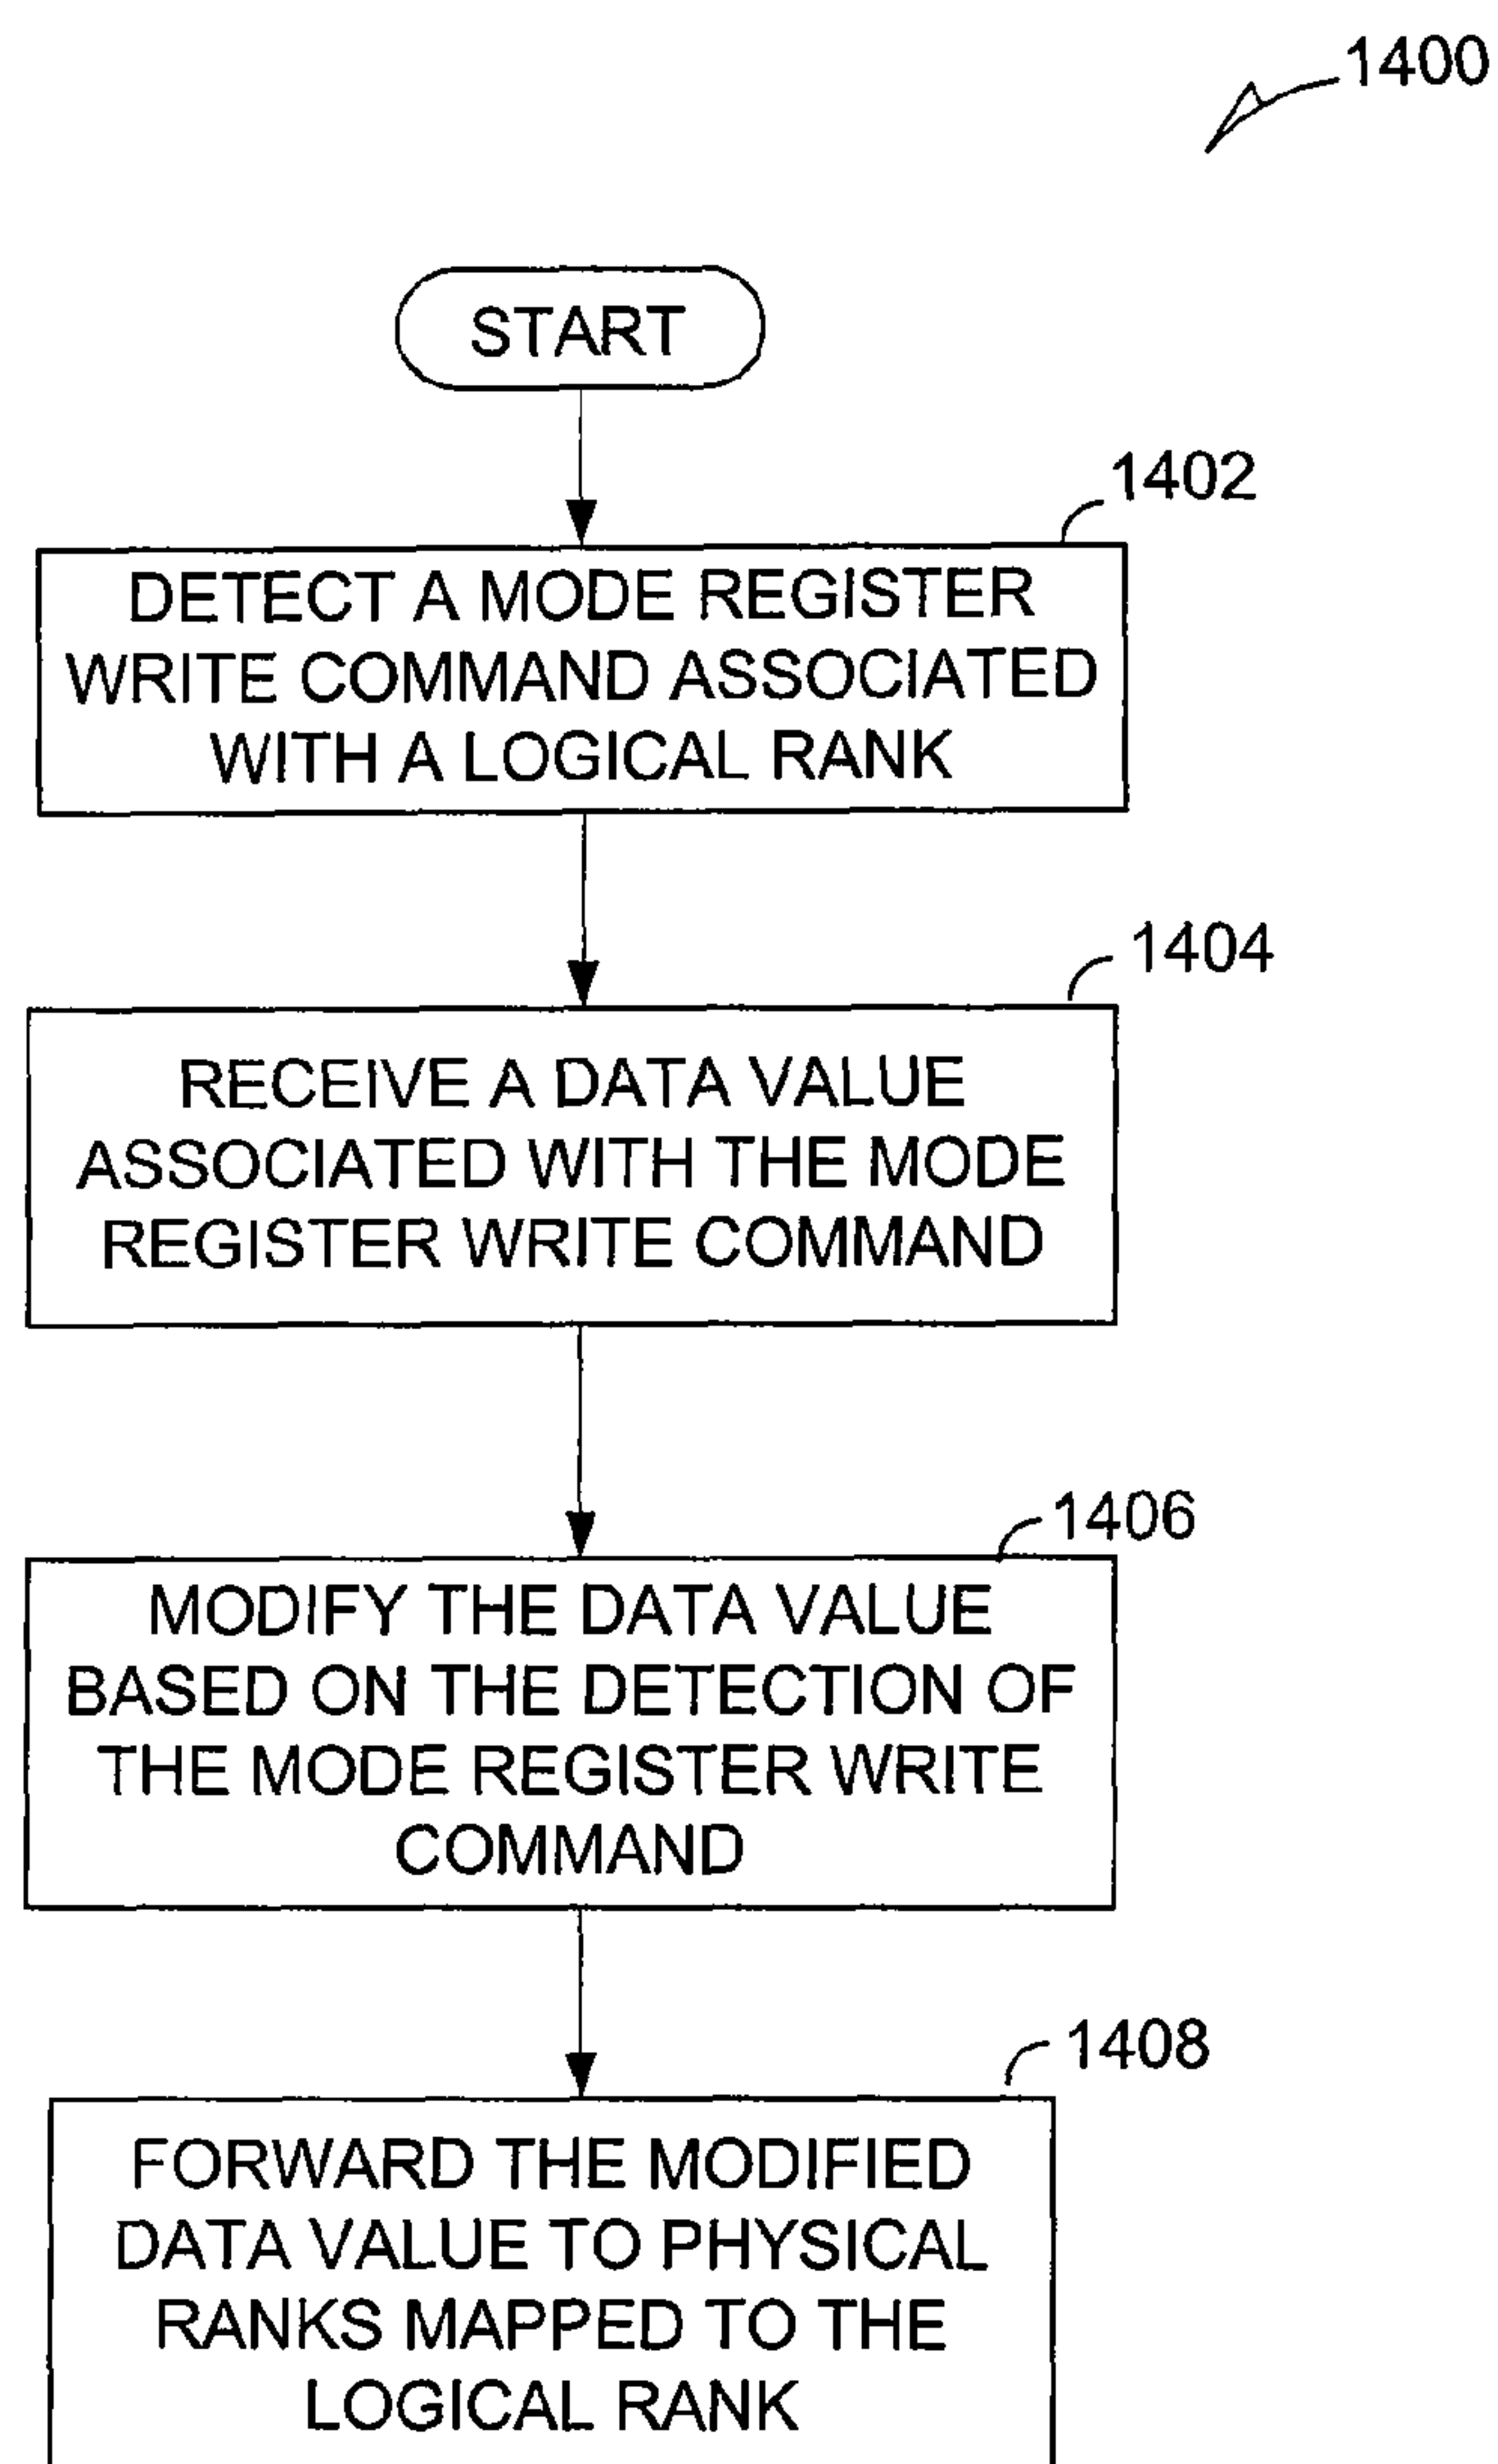 1400
START
1402
DETECT A MODE REGISTER
WRITE COMMAND ASSOCIATED
WITH A LOGICAL RANK
1404
RECEIVE A DATA VALUE
ASSOCIATED WITH THE MODE
REGISTER WRITE COMMAND
1406
MODIFY THE DATA VALUE
BASED ON THE DETECTION OF
THE MODE REGISTER WRITE
COMMAND
1408
FORWARD THE MODIFIED
DATA VALUE TO PHYSICAL
RANKS MAPPED TO THE
LOGICAL RANK